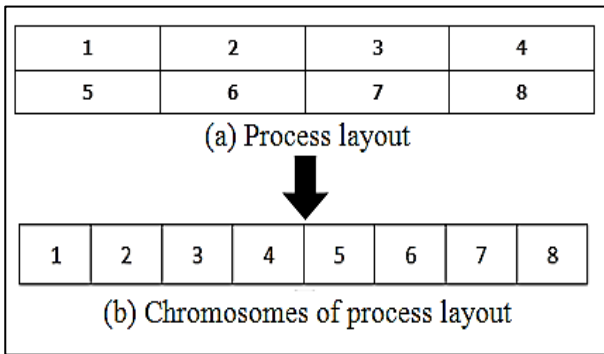 1 2 3 4
5 6 7 8
(a) Process layout
1 2 3 4 5 6 7 8
(b) Chromosomes of process layout